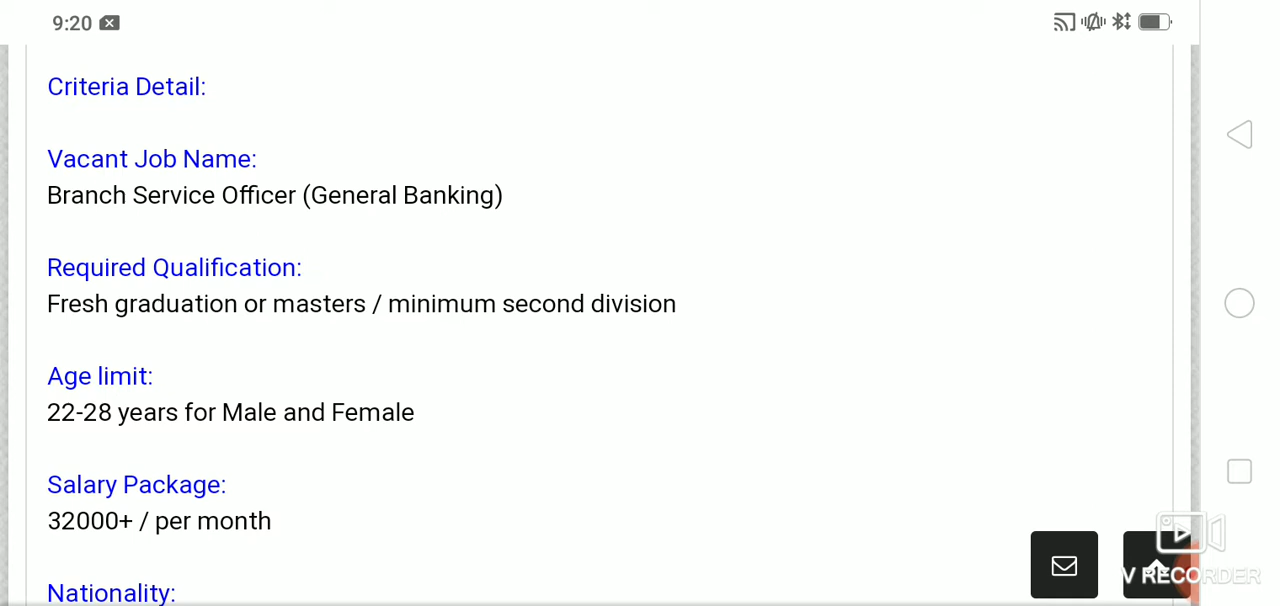 9:20
Criteria Detail:
Vacant Job Name:
Branch Service Officer (General Banking)
Required Qualification:
Fresh graduation or masters / minimum second division
Age limit:
22-28 years for Male and Female
Salary Package:
32000+ / per month
Nationality:
V RECORDER